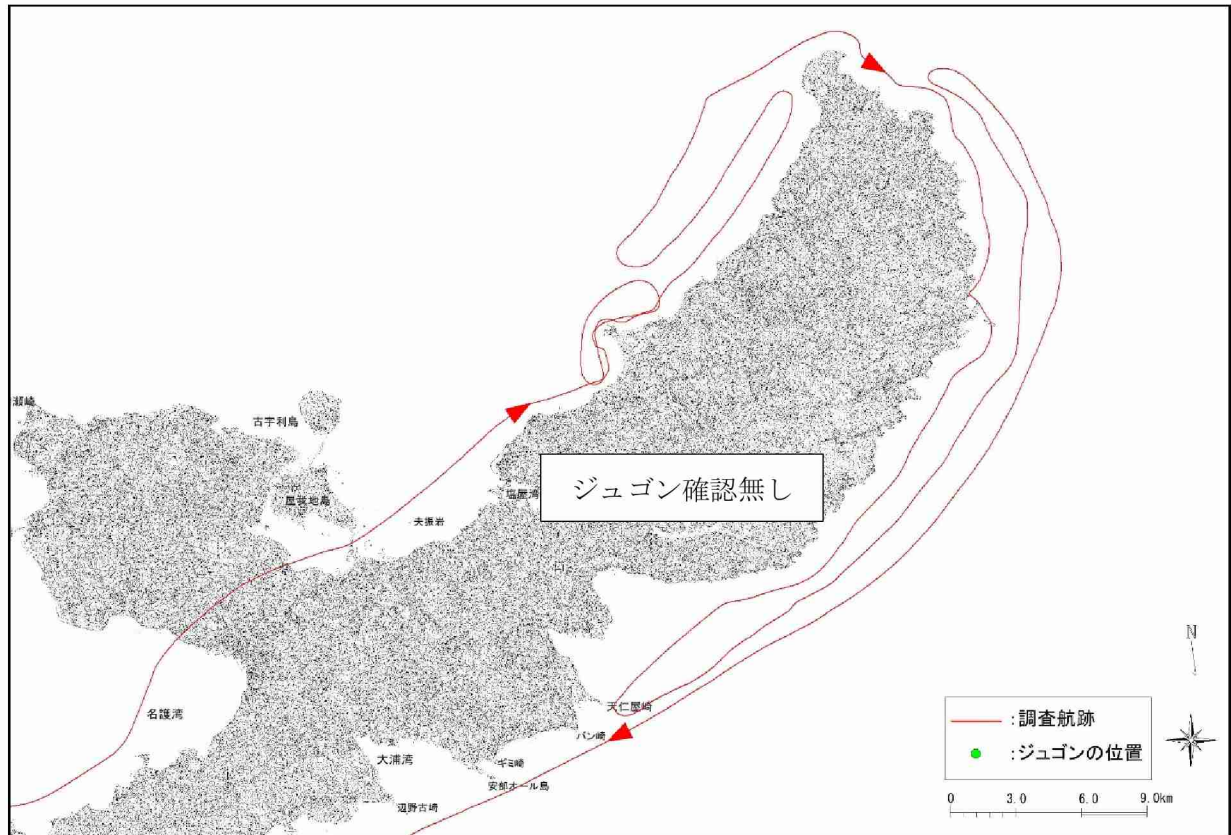 瀬崎
古宇利島
屋我地島
塩屋湾
夫振岩
ジュゴン確認無し
名護湾
天仁屋崎
バン崎
大浦湾
ギミ崎
安部オール島
辺野古崎
N
:調査航跡
:ジュゴンの位置
0 3.0 6.0 9.0km